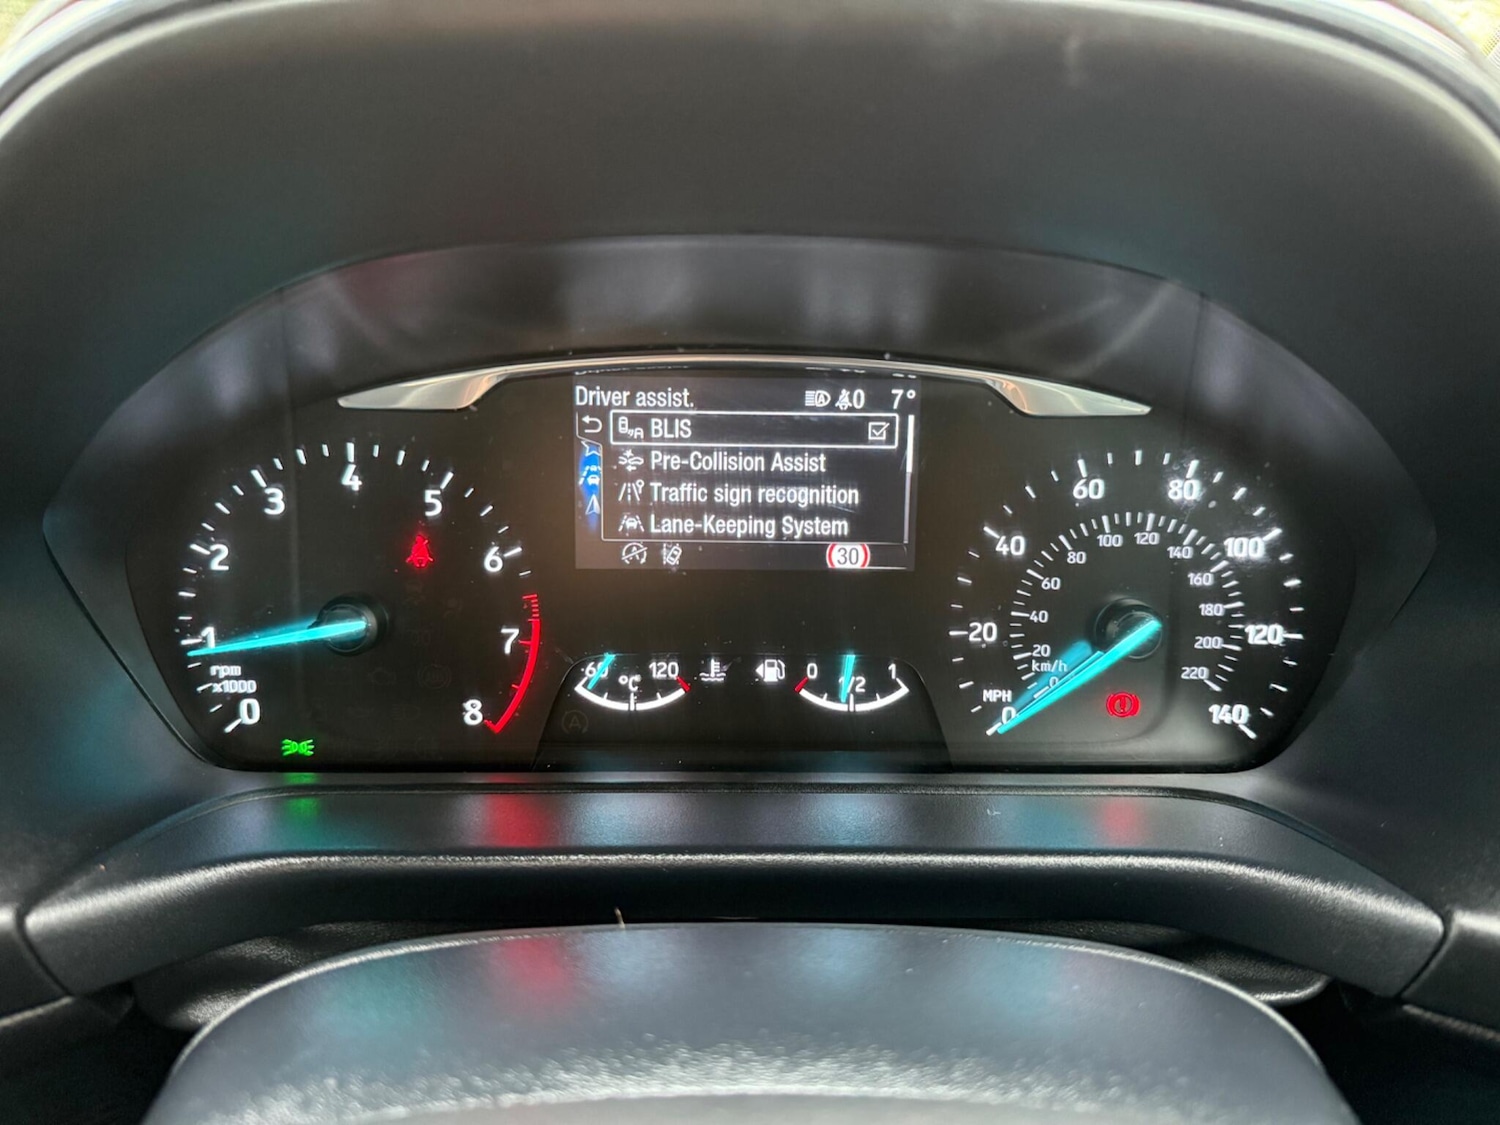 Driver assist. A 0 7°
BLIS
Pre-Collision Assist
Traffic sign recognition
Lane-Keeping System
30
0 1 2 3 4 5 6 7 8
rpm
x1000
60 120
°C
0 1/2 1
A
0 20 40 60 80 100 120 140
MPH
0 20 40 60 80 100 120 140 160 180 200 220
km/h